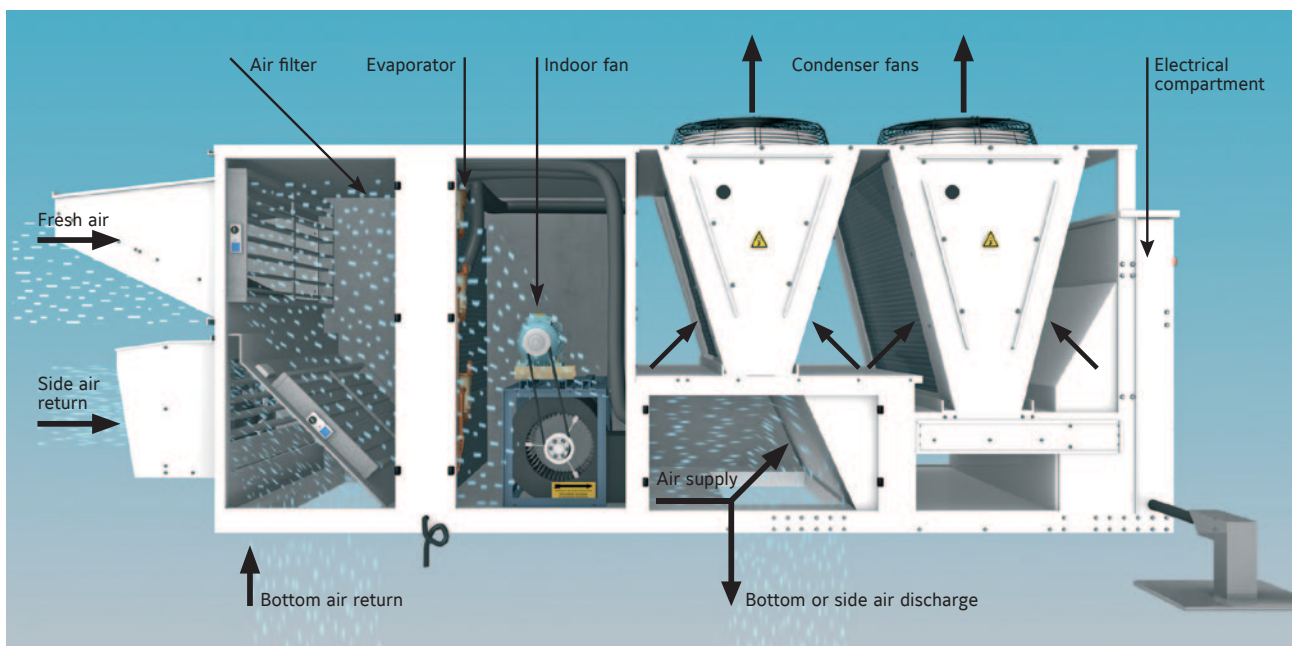 Air filter
Evaporator
Indoor fan
Condenser fans
Electrical
compartment
Fresh air
Side air
return
Air supply
Bottom air return
Bottom or side air discharge